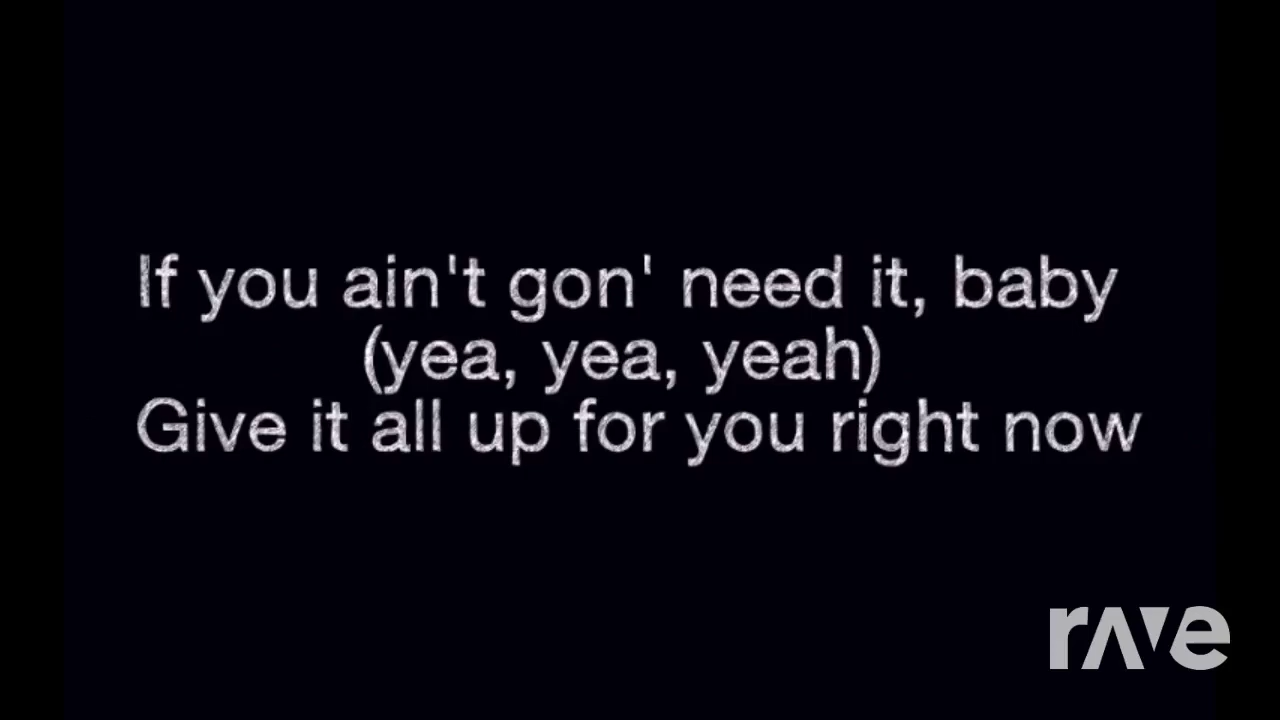 If you ain't gon' need it, baby
(yea, yea, yeah)
Give it all up for you right now
rave